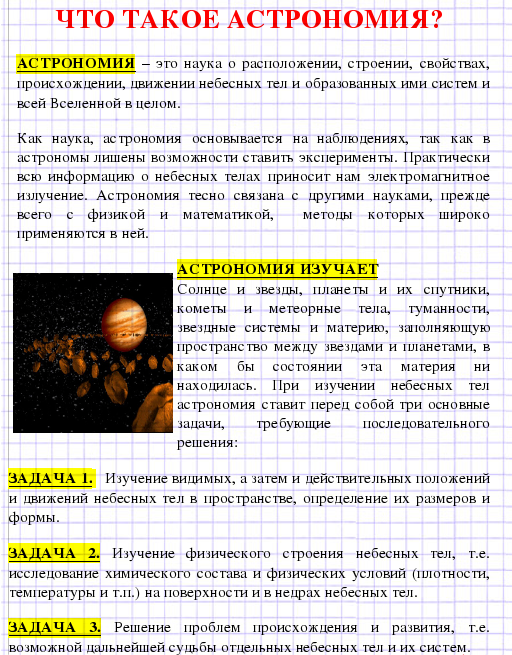 ЧТО ТАКОЕ АСТРОНОМИЯ?
АСТРОНОМИЯ – это наука о расположении, строении, свойствах,
происхождении, движении небесных тел и образованных ими систем и
всей Вселенной в целом.
Как наука, астрономия основывается на наблюдениях, так как в
астрономы лишены возможности ставить эксперименты. Практически
всю информацию о небесных телах приносит нам электромагнитное
излучение. Астрономия тесно связана с другими науками, прежде
всего с физикой и математикой, методы которых широко
применяются в ней.
АСТРОНОМИЯ ИЗУЧАЕТ
Солнце и звезды, планеты и их спутники,
кометы и метеорные тела, туманности,
звездные системы и материю, заполняющую
пространство между звездами и планетами, в
каком бы состоянии эта материя ни
находилась. При изучении небесных тел
астрономия ставит перед собой три основные
задачи, требующие последовательного
решения:
ЗАДАЧА 1. Изучение видимых, а затем и действительных положений
и движений небесных тел в пространстве, определение их размеров и
формы.
ЗАДАЧА 2. Изучение физического строения небесных тел, т.е.
исследование химического состава и физических условий (плотности,
температуры и т.п.) на поверхности и в недрах небесных тел.
ЗАДАЧА 3. Решение проблем происхождения и развития, т.е.
возможной дальнейшей судьбы отдельных небесных тел и их систем.